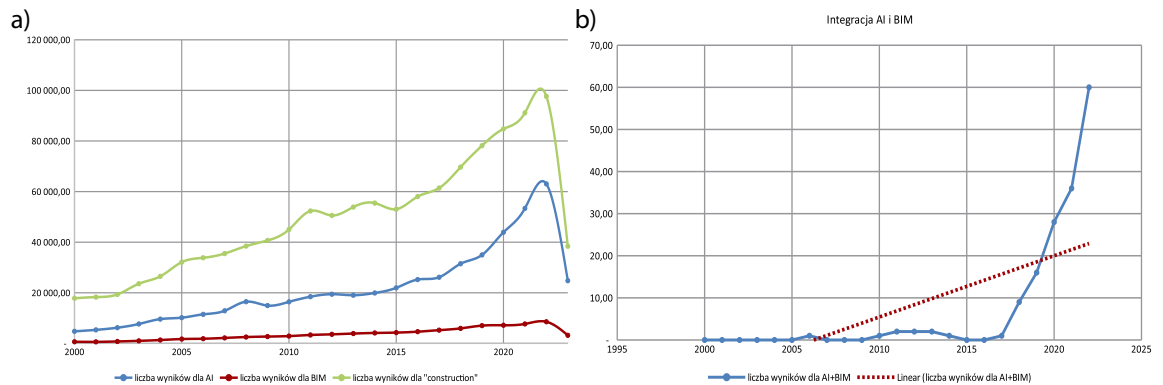 a)
120 000,00
100 000,00
80 000,00
60 000,00
40 000,00
20 000,00
-
2000 2005 2010 2015 2020
liczba wyników dla AI liczba wyników dla BIM liczba wyników dla "construction"
b)
Integracja AI i BIM
70,00
60,00
50,00
40,00
30,00
20,00
10,00
-
1995 2000 2005 2010 2015 2020 2025
liczba wyników dla AI+BIM Linear (liczba wyników dla AI+BIM)